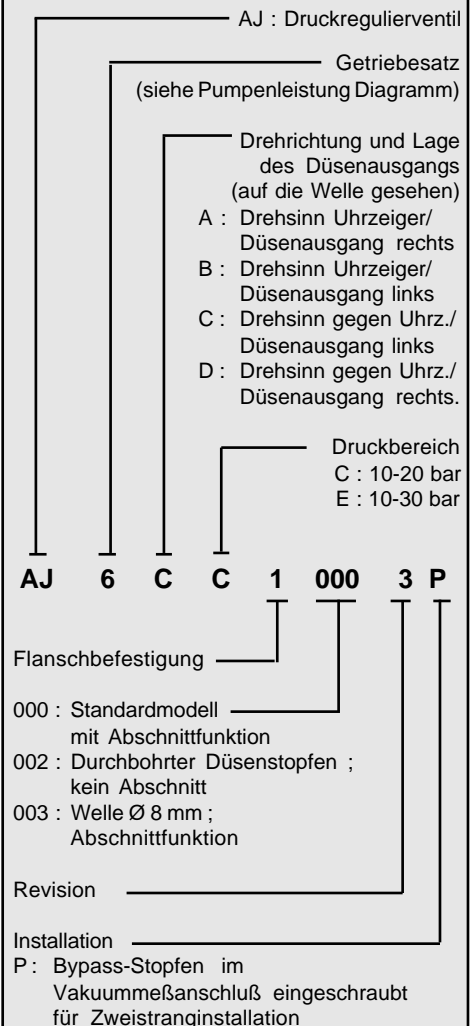 AJ : Druckregulierventil
Getriebesatz
(siehe Pumpenleistung Diagramm)
Drehrichtung und Lage
des Düsenausgangs
(auf die Welle gesehen)
A : Drehsinn Uhrzeiger/
Düsenausgang rechts
B : Drehsinn Uhrzeiger/
Düsenausgang links
C : Drehsinn gegen Uhrz./
Düsenausgang links
D : Drehsinn gegen Uhrz./
Düsenausgang rechts.
Druckbereich
C : 10-20 bar
E : 10-30 bar
AJ 6 C C 1 000 3 P
Flanschbefestigung
000 : Standardmodell
mit Abschnittfunktion
002 : Durchbohrter Düsenstopfen ;
kein Abschnitt
003 : Welle Ø 8 mm ;
Abschnittfunktion
Revision
Installation
P : Bypass-Stopfen im
Vakuummeßanschluß eingeschraubt
für Zweistranginstallation